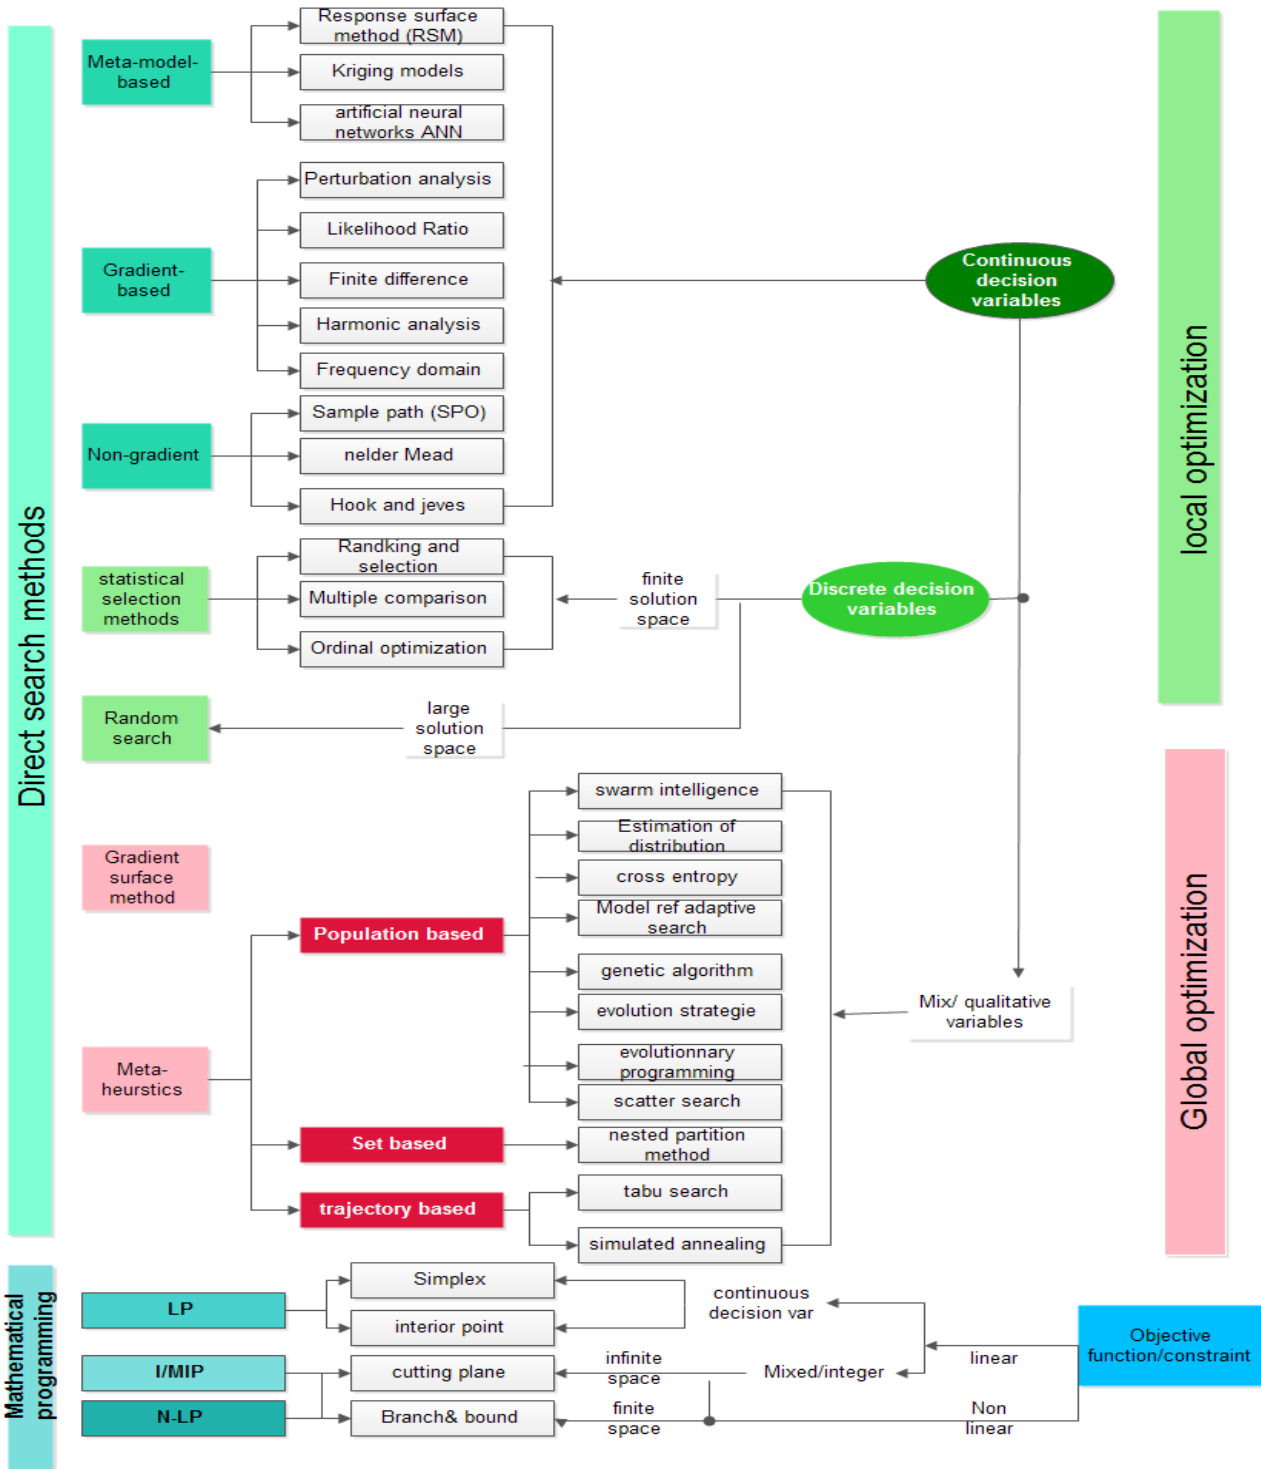 Direct search methods
Mathematical
programming
local optimization
Global optimization
Meta-model-
based
Response surface
method (RSM)
Kriging models
artificial neural
networks ANN
Gradient-
based
Perturbation analysis
Likelihood Ratio
Finite difference
Harmonic analysis
Frequency domain
Continuous
decision
variables
Non-gradient
Sample path (SPO)
nelder Mead
Hook and jeves
statistical
selection
methods
Randking and
selection
Multiple comparison
Ordinal optimization
finite
solution
space
Discrete decision
variables
Random
search
large
solution
space
Gradient
surface
method
Meta-
heurstics
Population based
swarm intelligence
Estimation of
distribution
cross entropy
Model ref adaptive
search
genetic algorithm
evolution strategie
evolutionnary
programming
scatter search
Mix/ qualitative
variables
Set based
nested partition
method
trajectory based
tabu search
simulated annealing
LP
Simplex
interior point
continuous
decision var
I/MIP
cutting plane
infinite
space
Mixed/integer
linear
Objective
function/constraint
N-LP
Branch& bound
finite
space
Non
linear